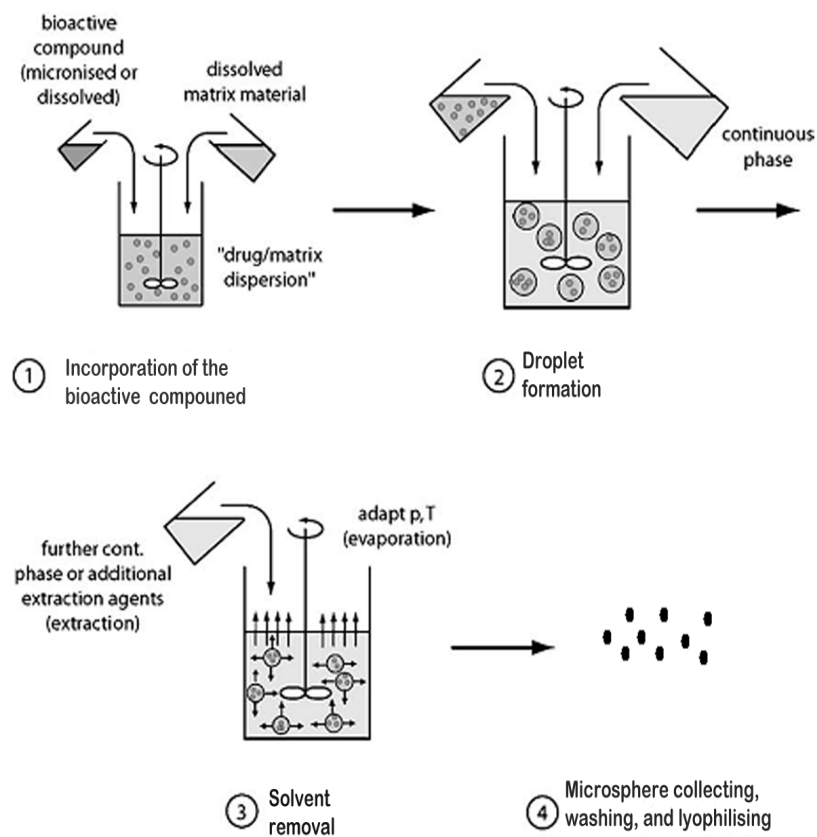 bioactive
compound
(micronised or
dissolved)
dissolved
matrix material
"drug/matrix
dispersion"
continuous
phase
1 Incorporation of the
bioactive compouned
2 Droplet
formation
further cont.
phase or additional
extraction agents
(extraction)
adapt p,T
(evaporation)
3 Solvent
removal
4 Microsphere collecting,
washing, and lyophilising